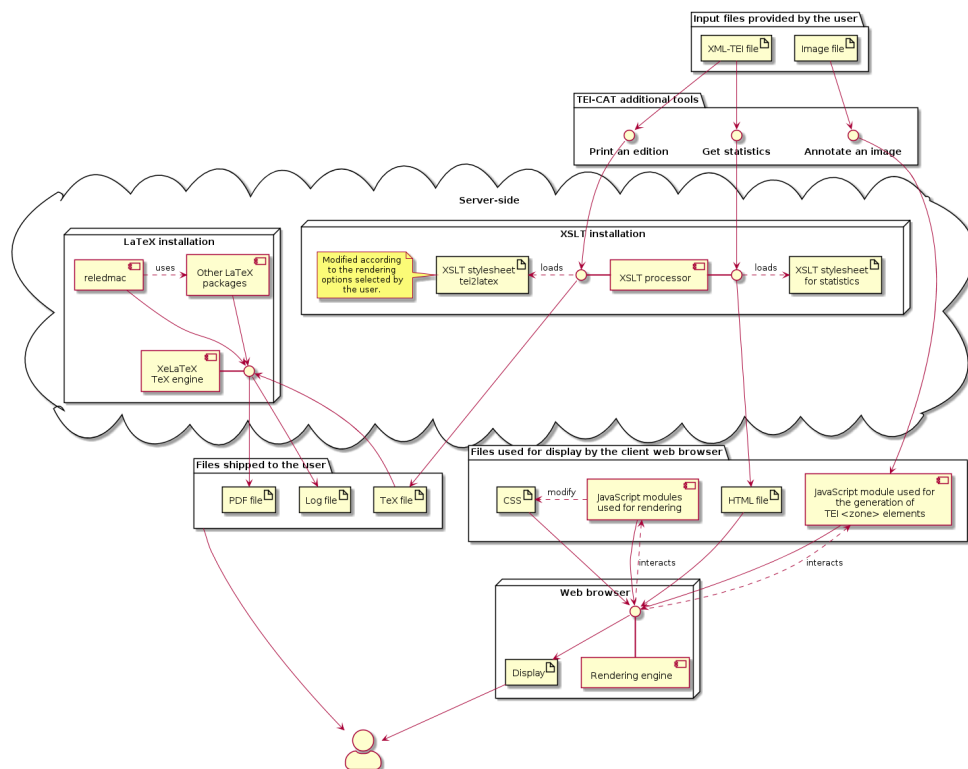 Input files provided by the user
XML-TEI file
Image file
TEI-CAT additional tools
Print an edition
Get statistics
Annotate an image
Server-side
LaTeX installation
reledmac
uses
Other LaTeX
packages
XeLaTeX
TeX engine
XSLT installation
Modified according
to the rendering
options selected by
the user.
XSLT stylesheet
tei2latex
loads
XSLT processor
loads
XSLT stylesheet
for statistics
Files shipped to the user
PDF file
Log file
TeX file
Files used for display by the client web browser
CSS
modify
JavaScript modules
used for rendering
HTML file
JavaScript module used for
the generation of
TEI <zone> elements
interacts
interacts
Web browser
Display
Rendering engine